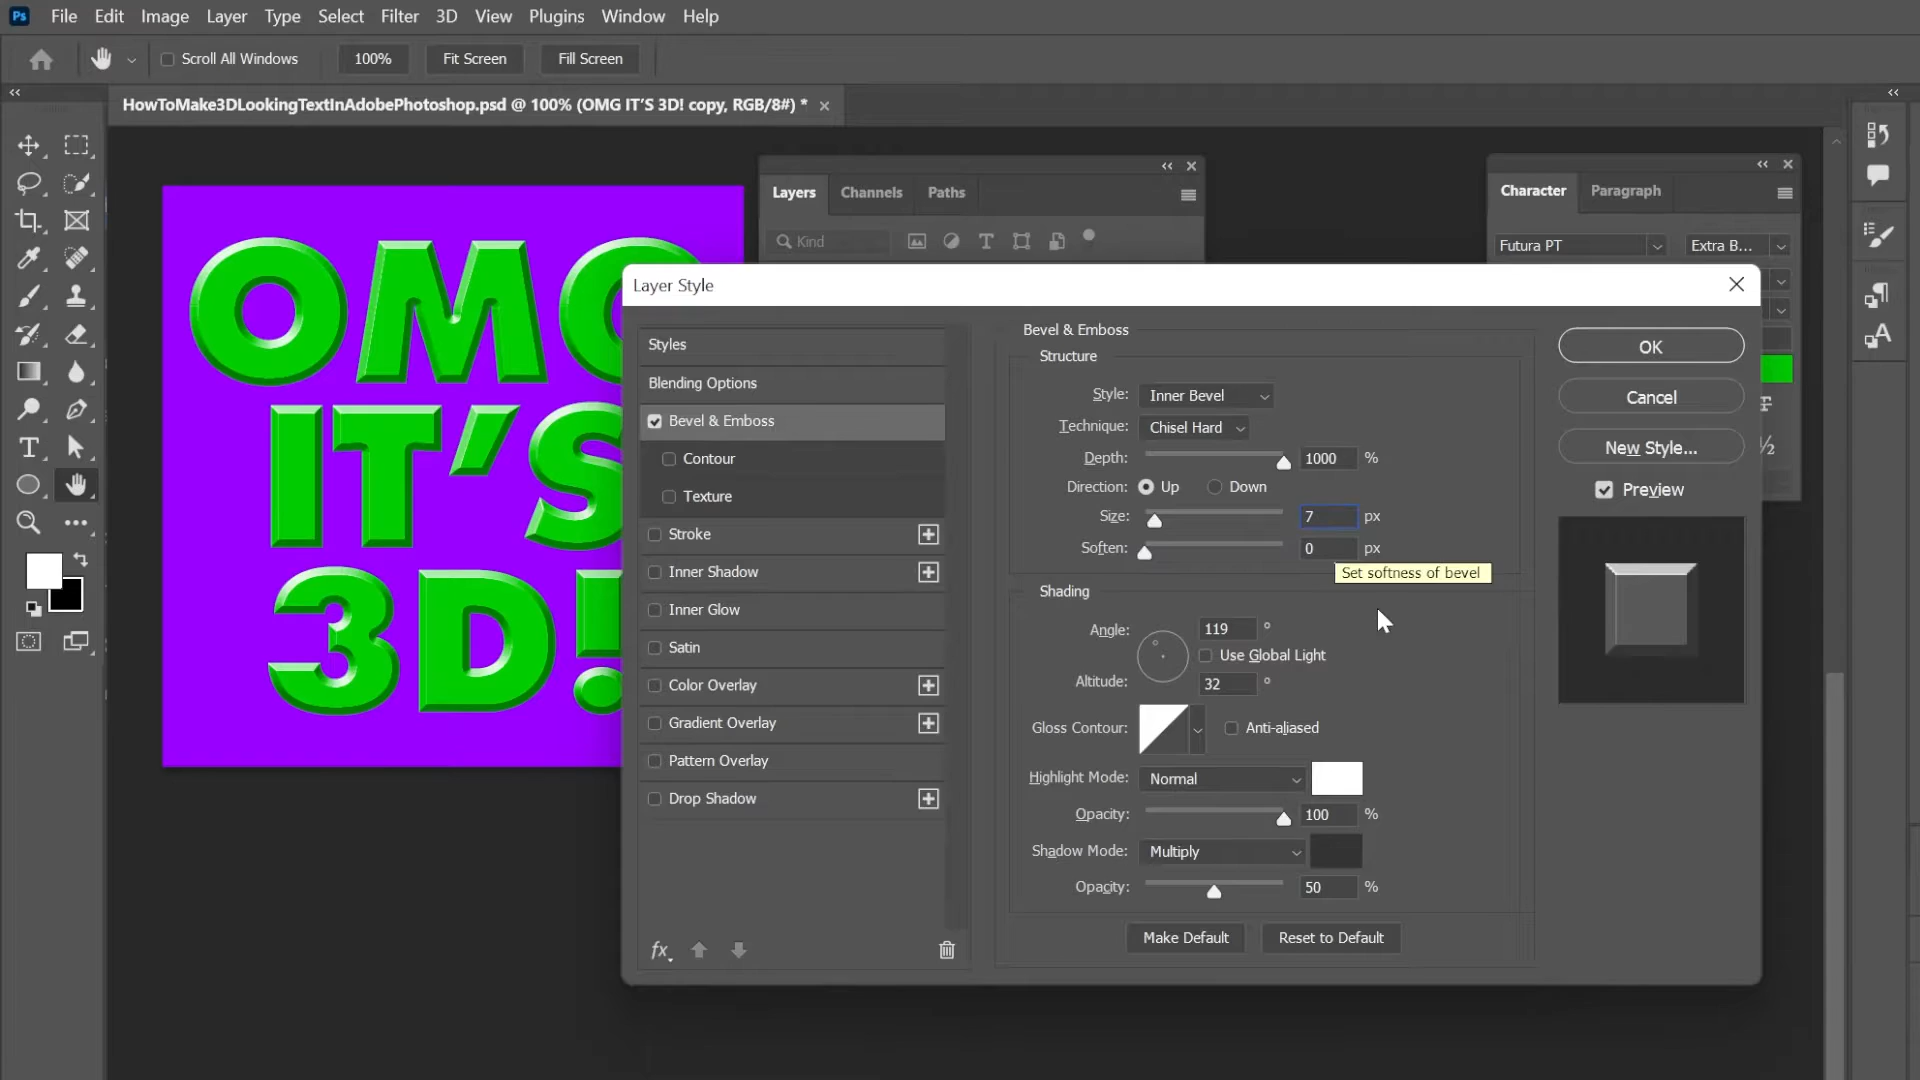 Ps File Edit Image Layer Type Select Filter 3D View Plugins Window Help
Scroll All Windows 100% Fit Screen Fill Screen
HowToMake3DLookingTextInAdobePhotoshop.psd @ 100% (OMG IT’S 3D! copy, RGB/8#) *
Layers Channels Paths
Kind
Character Paragraph
Futura PT Extra B...
OMG
IT’S
3D!
Layer Style
Styles
Blending Options
Bevel & Emboss
Contour
Texture
Stroke
Inner Shadow
Inner Glow
Satin
Color Overlay
Gradient Overlay
Pattern Overlay
Drop Shadow
fx
Bevel & Emboss
Structure
Style: Inner Bevel
Technique: Chisel Hard
Depth: 1000 %
Direction: Up Down
Size: 7 px
Soften: 0 px
Set softness of bevel
Shading
Angle: 119 °
Use Global Light
Altitude: 32 °
Gloss Contour: Anti-aliased
Highlight Mode: Normal
Opacity: 100 %
Shadow Mode: Multiply
Opacity: 50 %
Make Default Reset to Default
OK
Cancel
New Style...
Preview